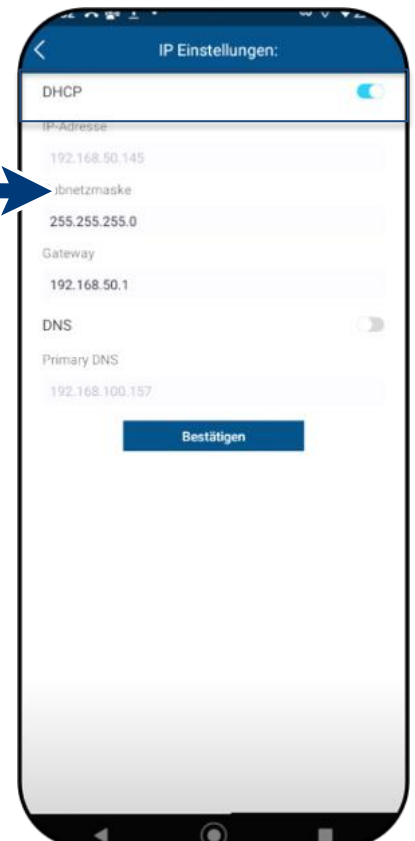 IP Einstellungen:
DHCP
IP-Adresse
192.168.50.145
bnetzmaske
255.255.255.0
Gateway
192.168.50.1
DNS
Primary DNS
192.168.100.157
Bestätigen